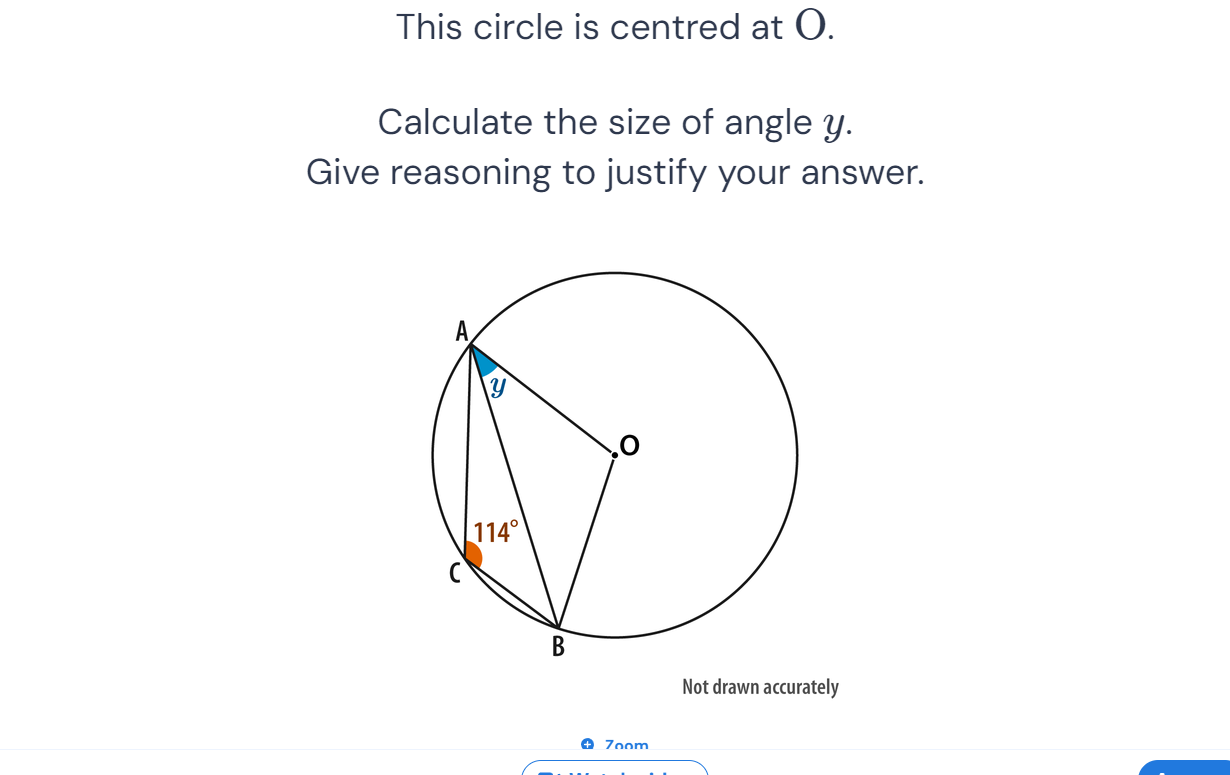 This circle is centred at O.
Calculate the size of angle y.
Give reasoning to justify your answer.
A
y
O
114°
C
B
Not drawn accurately
Zoom